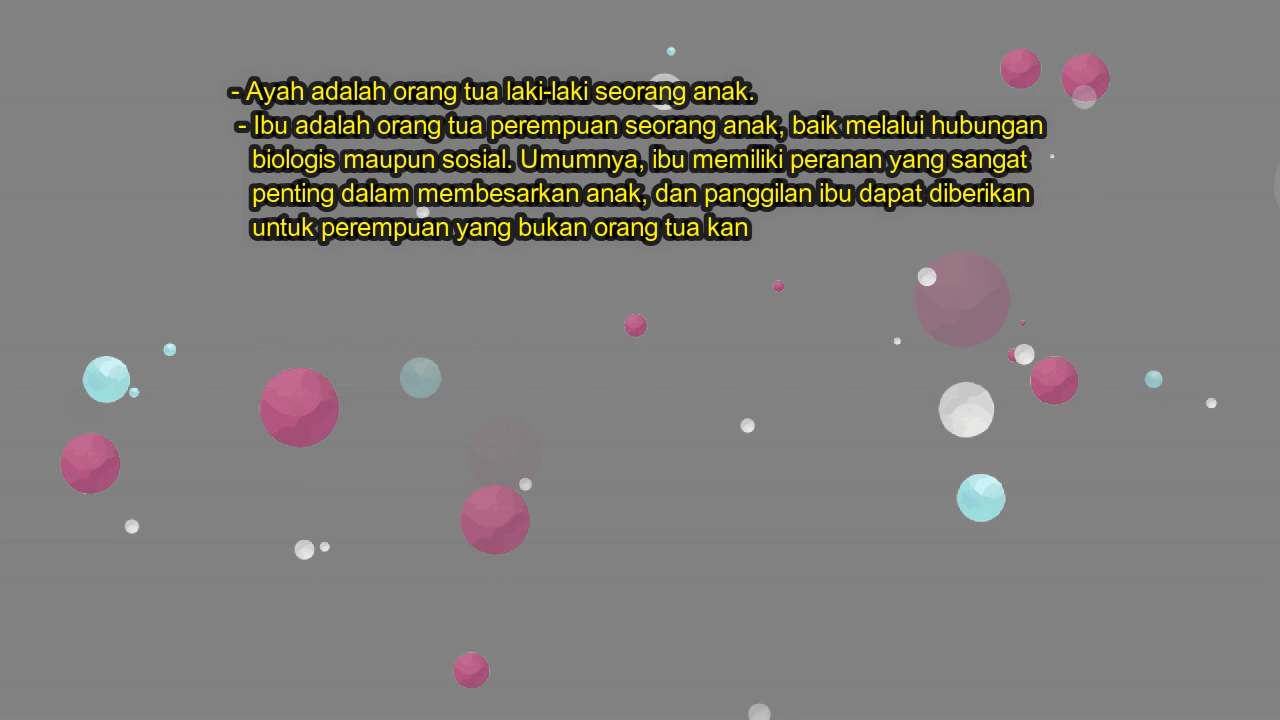 - Ayah adalah orang tua laki-laki seorang anak.
- Ibu adalah orang tua perempuan seorang anak, baik melalui hubungan
biologis maupun sosial. Umumnya, ibu memiliki peranan yang sangat
penting dalam membesarkan anak, dan panggilan ibu dapat diberikan
untuk perempuan yang bukan orang tua kan